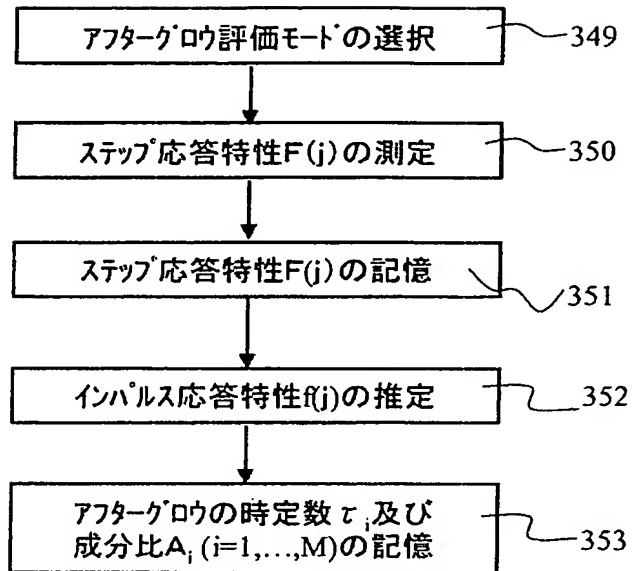 アフターグロウ評価モードの選択 349
ステップ応答特性F(j)の測定 350
ステップ応答特性F(j)の記憶 351
インパルス応答特性f(j)の推定 352
アフターグロウの時定数τi及び
成分比Ai (i=1,...,M)の記憶 353